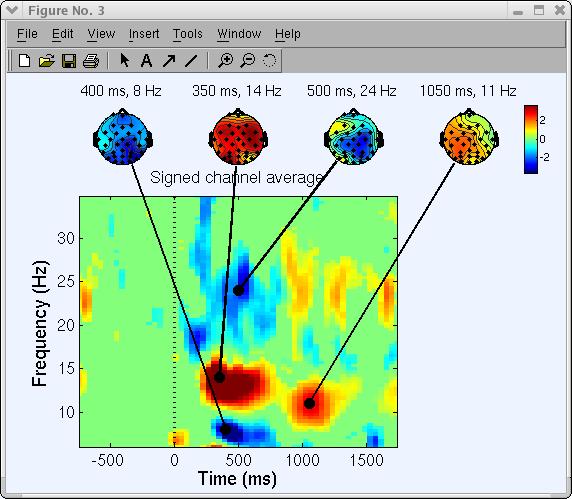 Figure No. 3
File Edit View Insert Tools Window Help
A
400 ms, 8 Hz 350 ms, 14 Hz 500 ms, 24 Hz 1050 ms, 11 Hz
2
0
-2
Signed channel average
30
25
20
15
10
Frequency (Hz)
-500 0 500 1000 1500
Time (ms)